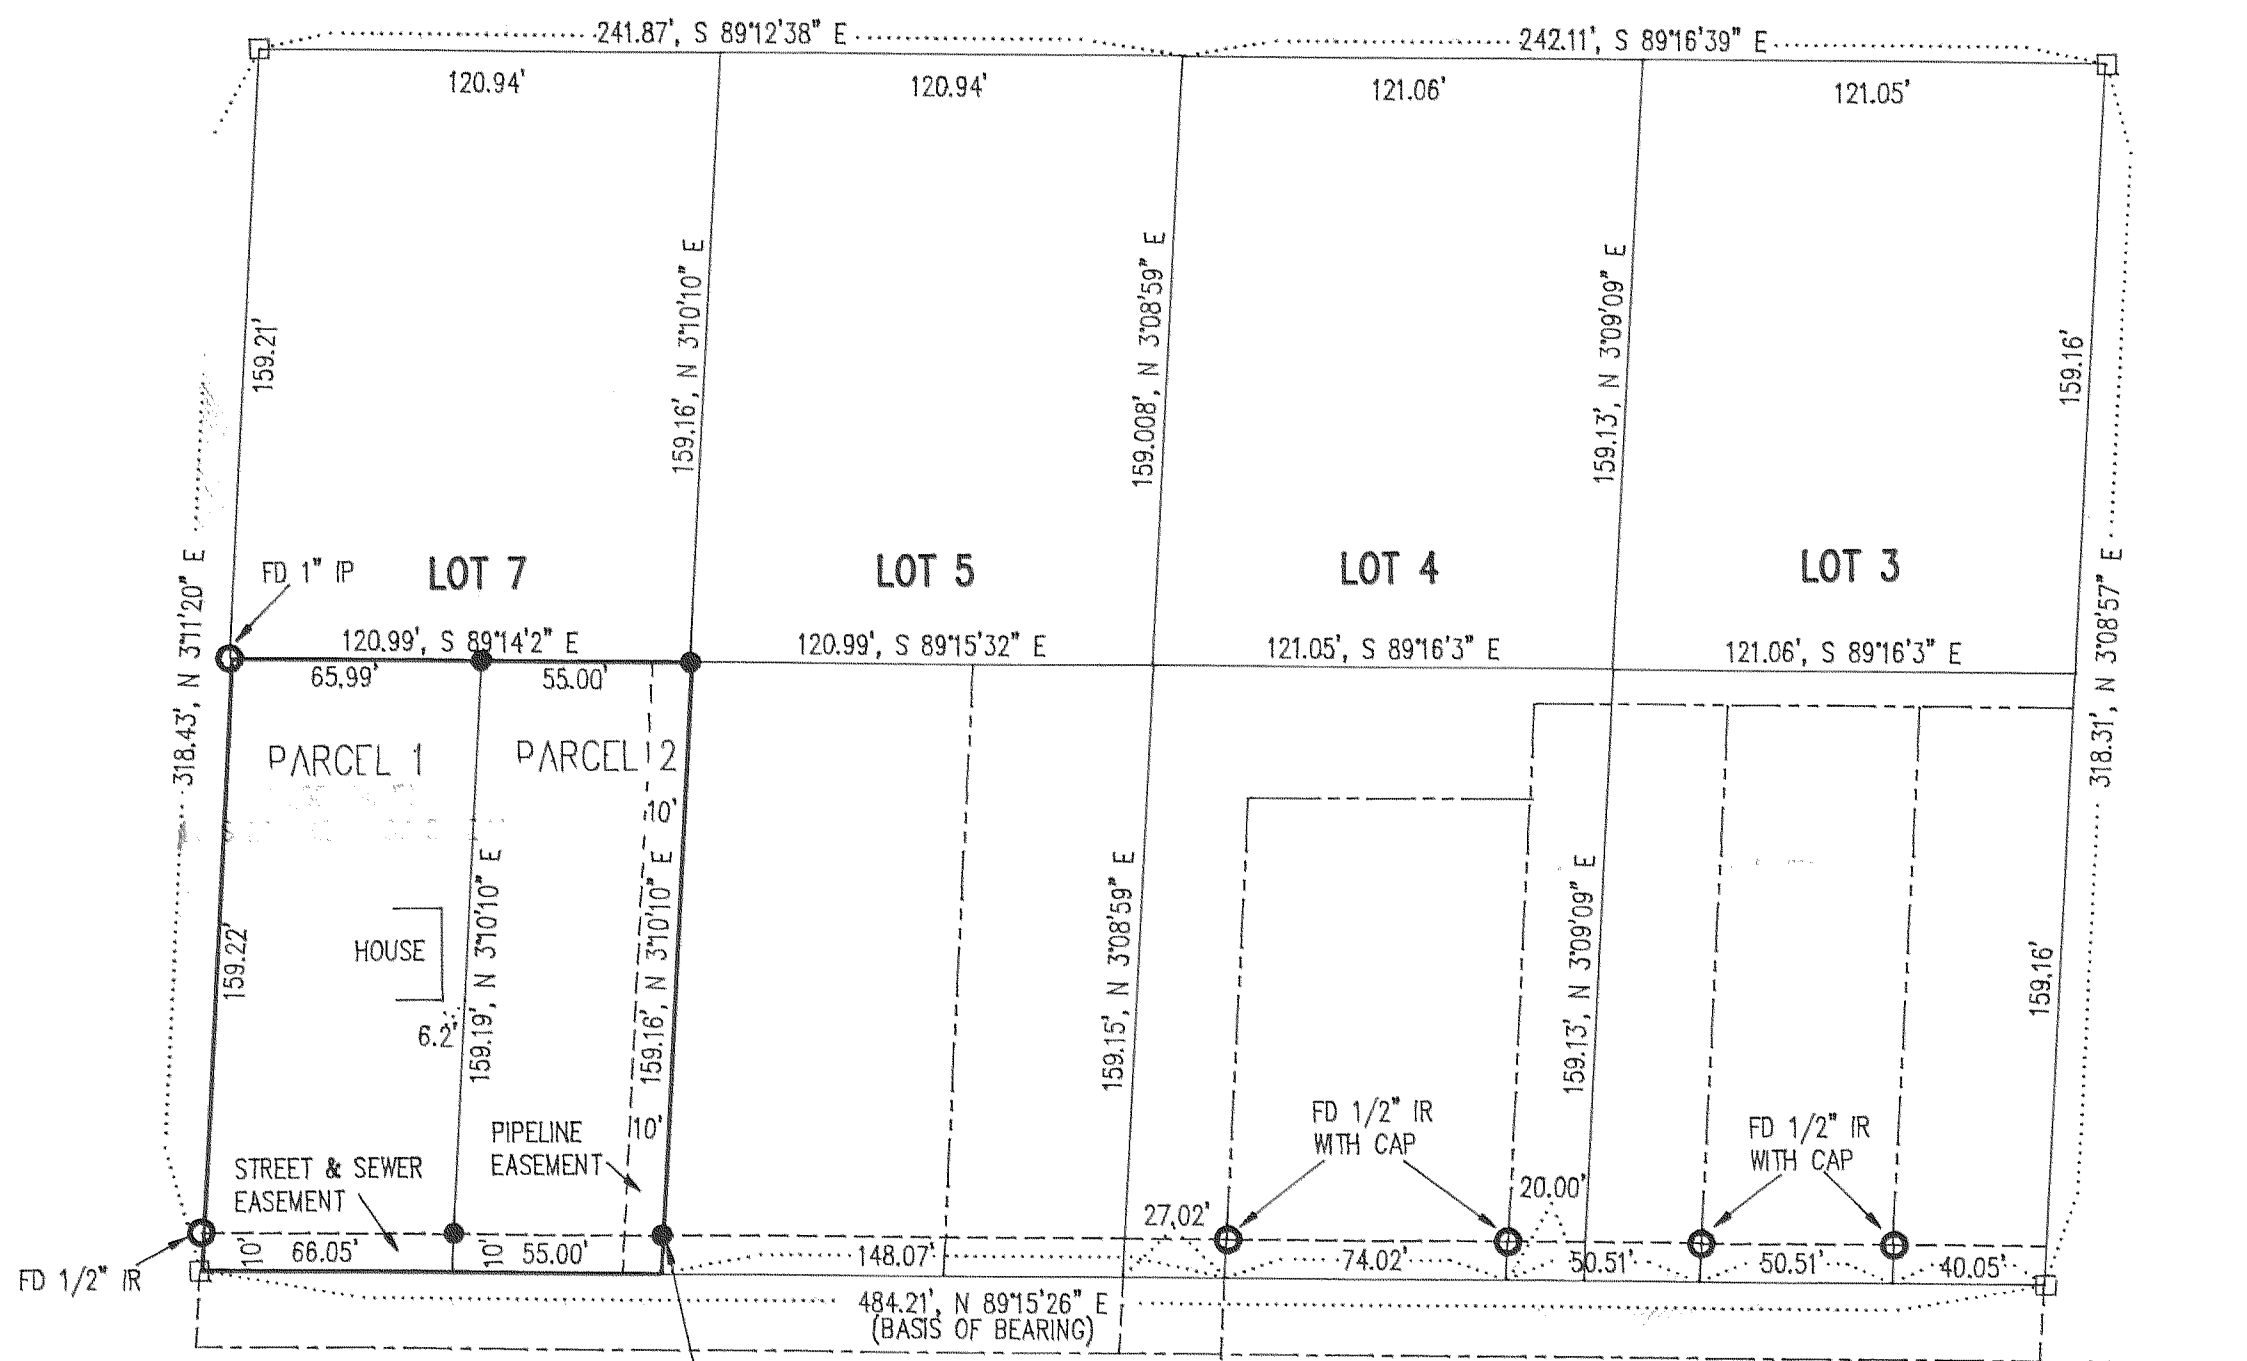 241.87', S 89°12'38" E
242.11', S 89°16'39" E
120.94'
120.94'
121.06'
121.05'
159.21'
159.16', N 3°10'10" E
159.008', N 3°08'59" E
159.13', N 3°09'09" E
159.16'
318.43', N 3°11'20" E
318.31', N 3°08'57" E
FD 1" IP
LOT 7
LOT 5
LOT 4
LOT 3
120.99', S 89°14'2" E
120.99', S 89°15'32" E
121.05', S 89°16'3" E
121.06', S 89°16'3" E
65.99'
55.00'
PARCEL 1
PARCEL 2
10'
159.22'
HOUSE
6.2'
159.19', N 3°10'10" E
159.16', N 3°10'10" E
159.15', N 3°08'59" E
159.13', N 3°09'09" E
159.16'
10'
PIPELINE
EASEMENT
STREET & SEWER
EASEMENT
FD 1/2" IR
WITH CAP
FD 1/2" IR
WITH CAP
27.02'
20.00'
FD 1/2" IR
10'
66.05'
10'
55.00'
148.07'
74.02'
50.51'
50.51'
40.05'
484.21', N 89°15'26" E
(BASIS OF BEARING)